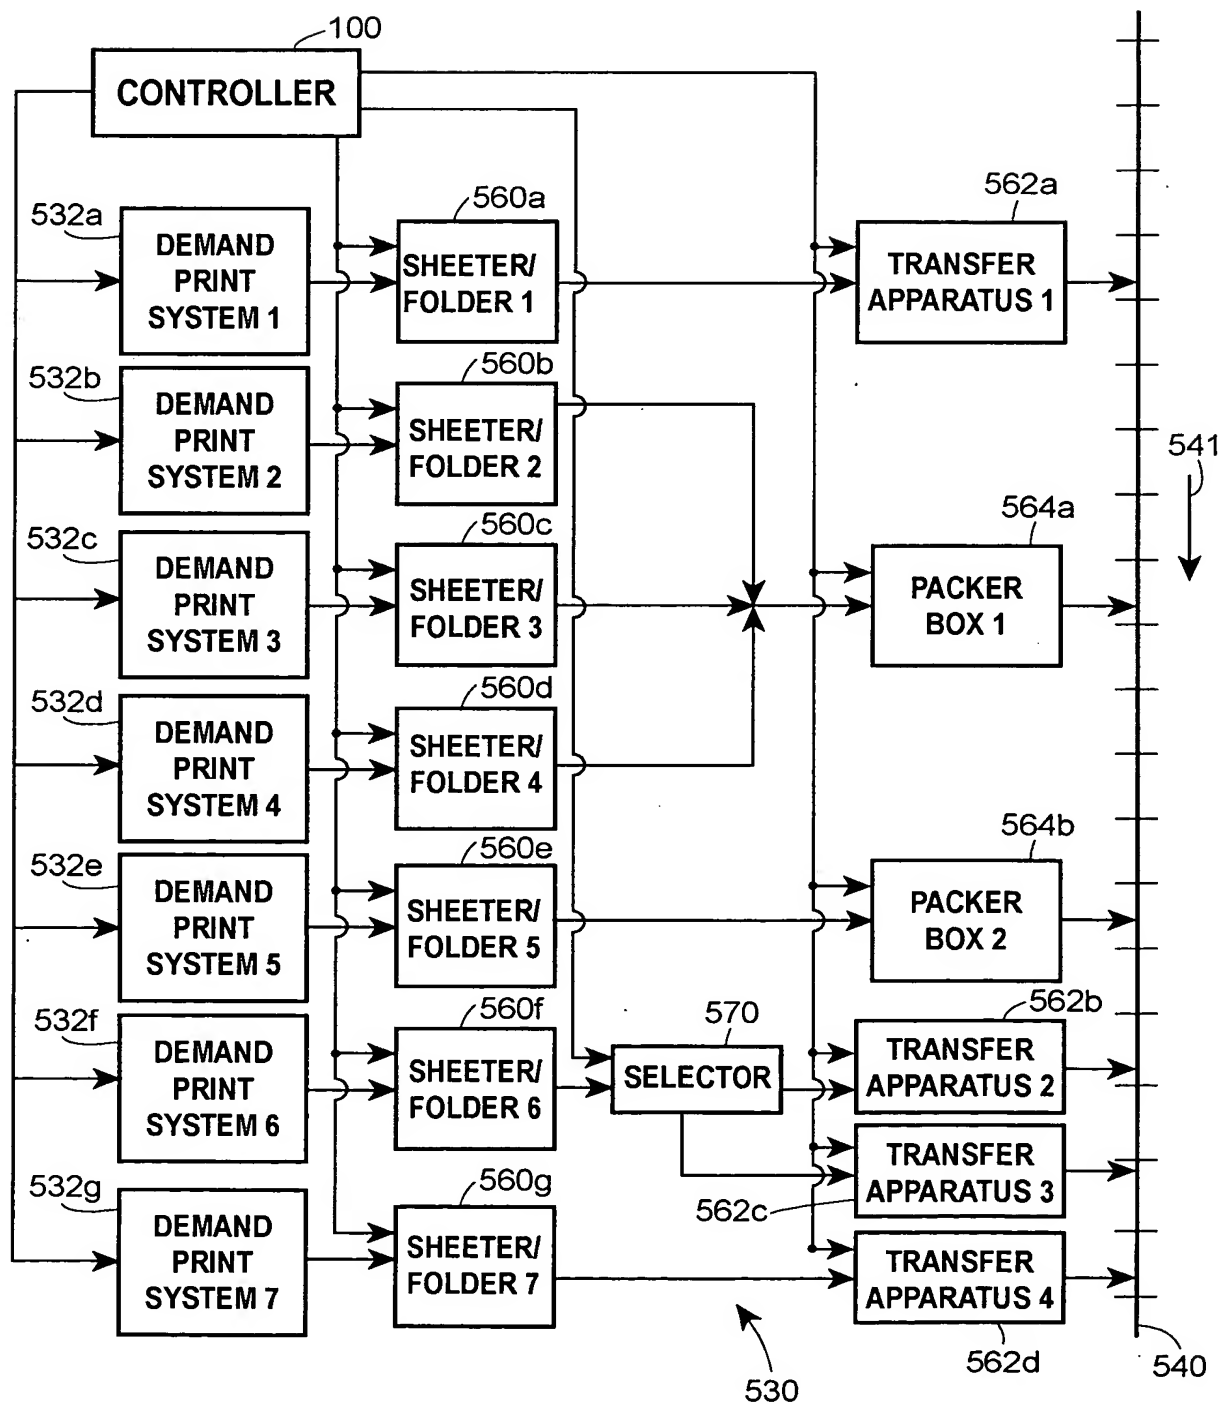 100
CONTROLLER
532a
DEMAND
PRINT
SYSTEM 1
560a
SHEETER/
FOLDER 1
562a
TRANSFER
APPARATUS 1
532b
DEMAND
PRINT
SYSTEM 2
560b
SHEETER/
FOLDER 2
541
532c
DEMAND
PRINT
SYSTEM 3
560c
SHEETER/
FOLDER 3
564a
PACKER
BOX 1
532d
DEMAND
PRINT
SYSTEM 4
560d
SHEETER/
FOLDER 4
532e
DEMAND
PRINT
SYSTEM 5
560e
SHEETER/
FOLDER 5
564b
PACKER
BOX 2
532f
DEMAND
PRINT
SYSTEM 6
560f
SHEETER/
FOLDER 6
570
SELECTOR
562b
TRANSFER
APPARATUS 2
TRANSFER
APPARATUS 3
562c
532g
DEMAND
PRINT
SYSTEM 7
560g
SHEETER/
FOLDER 7
TRANSFER
APPARATUS 4
562d
540
530